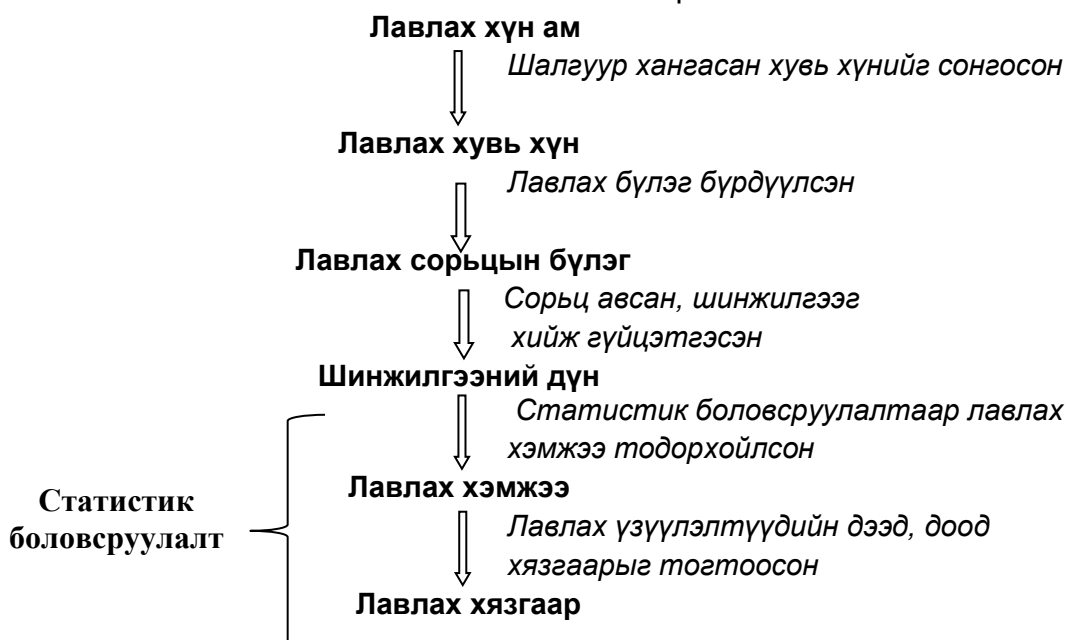 Лавлах хүн ам
Шалгуур хангасан хувь хүнийг сонгосон
Лавлах хувь хүн
Лавлах бүлэг бүрдүүлсэн
Лавлах сорьцын бүлэг
Сорьц авсан, шинжилгээг
хийж гүйцэтгэсэн
Шинжилгээний дүн
Статистик боловсруулалтаар лавлах
хэмжээ тодорхойлсон
Лавлах хэмжээ
Статистик
боловсруулалт
Лавлах үзүүлэлтүүдийн дээд, доод
хязгаарыг тогтоосон
Лавлах хязгаар